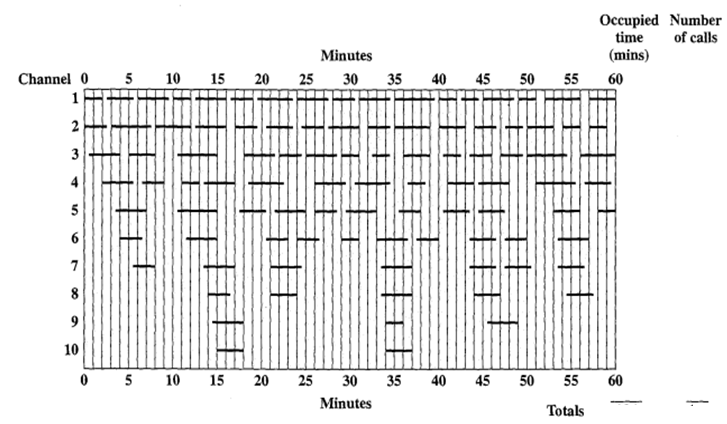 Occupied Number
time of calls
(mins)
Minutes
Channel 0 5 10 15 20 25 30 35 40 45 50 55 60
1
2
3
4
5
6
7
8
9
10
0 5 10 15 20 25 30 35 40 45 50 55 60
Minutes
Totals